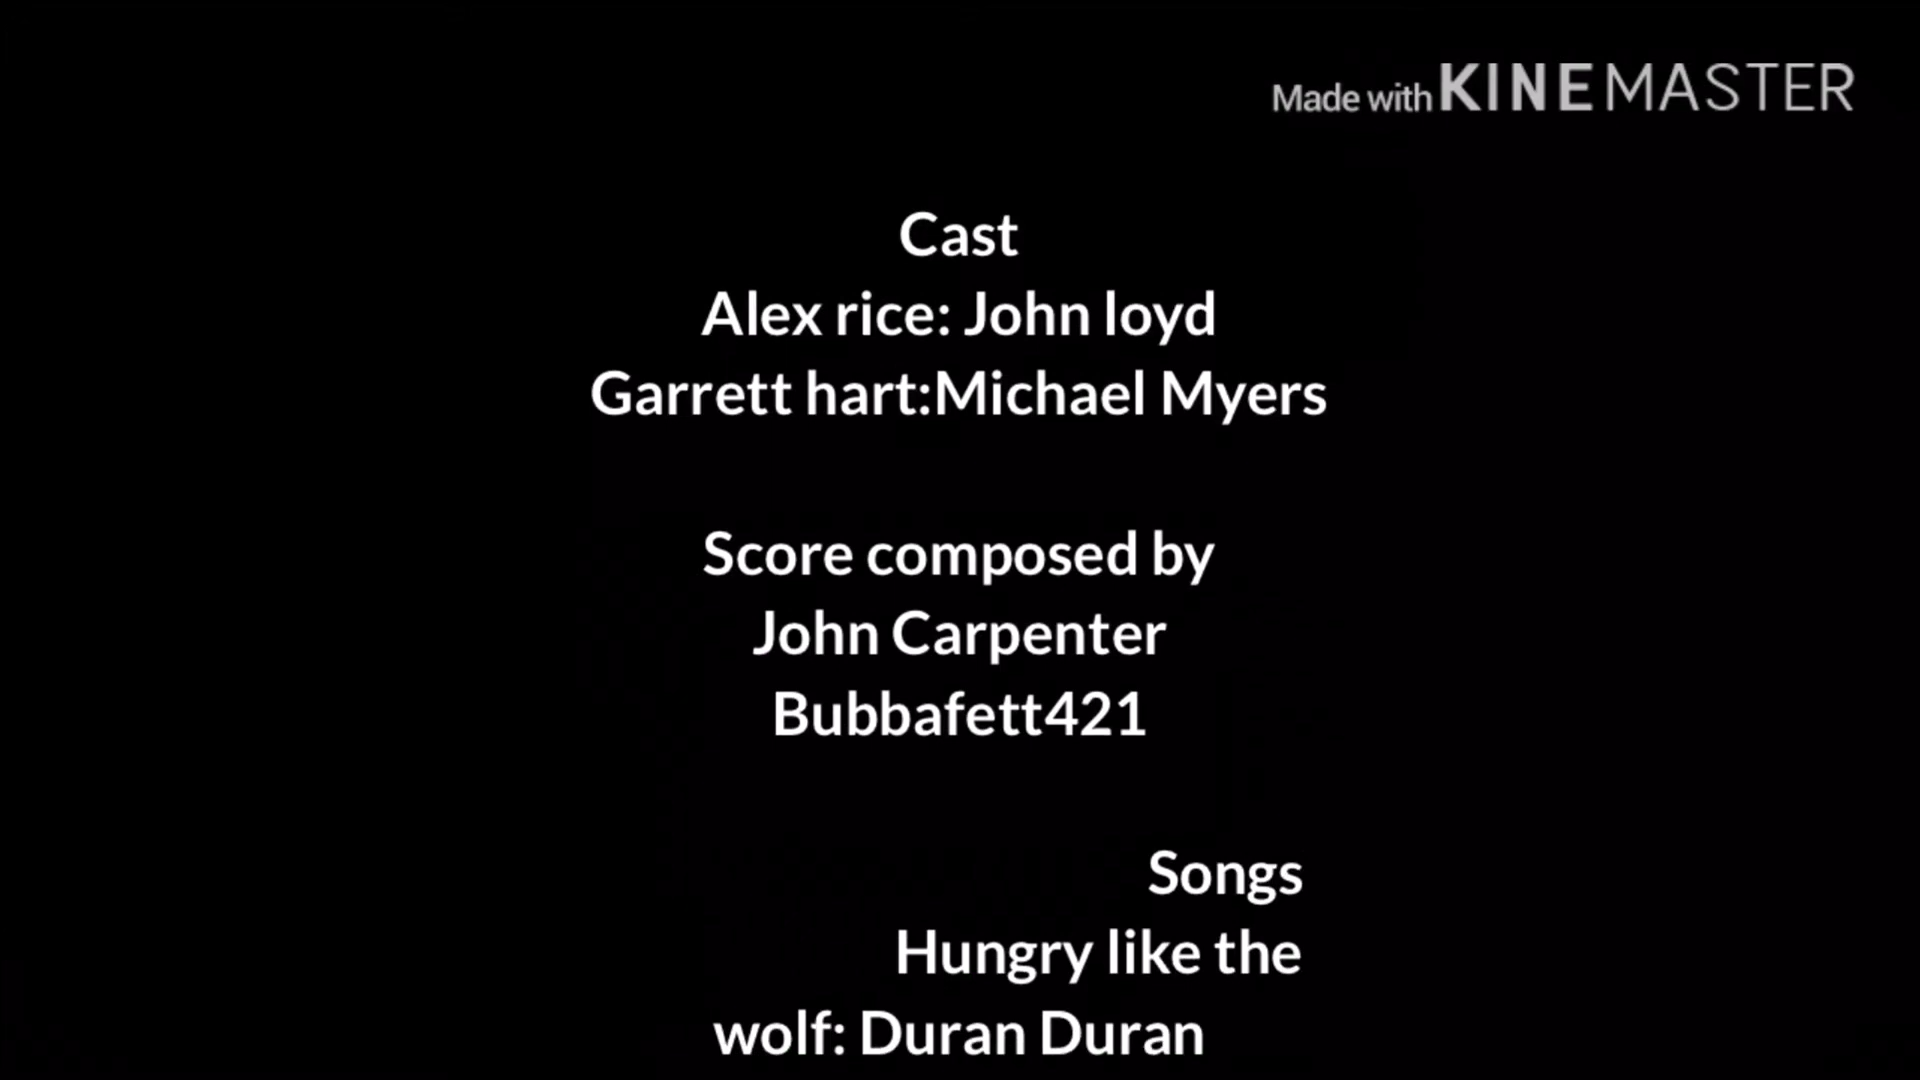 Made with KINEMASTER
Cast
Alex rice: John loyd
Garrett hart:Michael Myers
Score composed by
John Carpenter
Bubbafett421
Songs
Hungry like the
wolf: Duran Duran